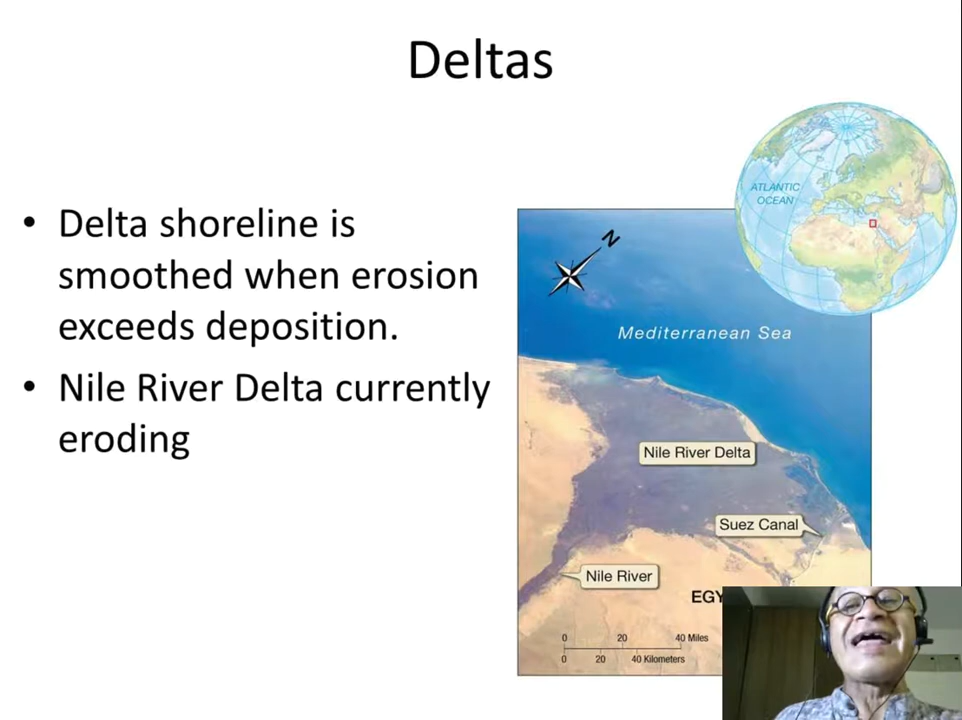 Deltas
• Delta shoreline is
smoothed when erosion
exceeds deposition.
• Nile River Delta currently
eroding
ATLANTIC
OCEAN
N
Mediterranean Sea
Nile River Delta
Suez Canal
Nile River
EGY
0 20 40 Miles
0 20 40 Kilometers